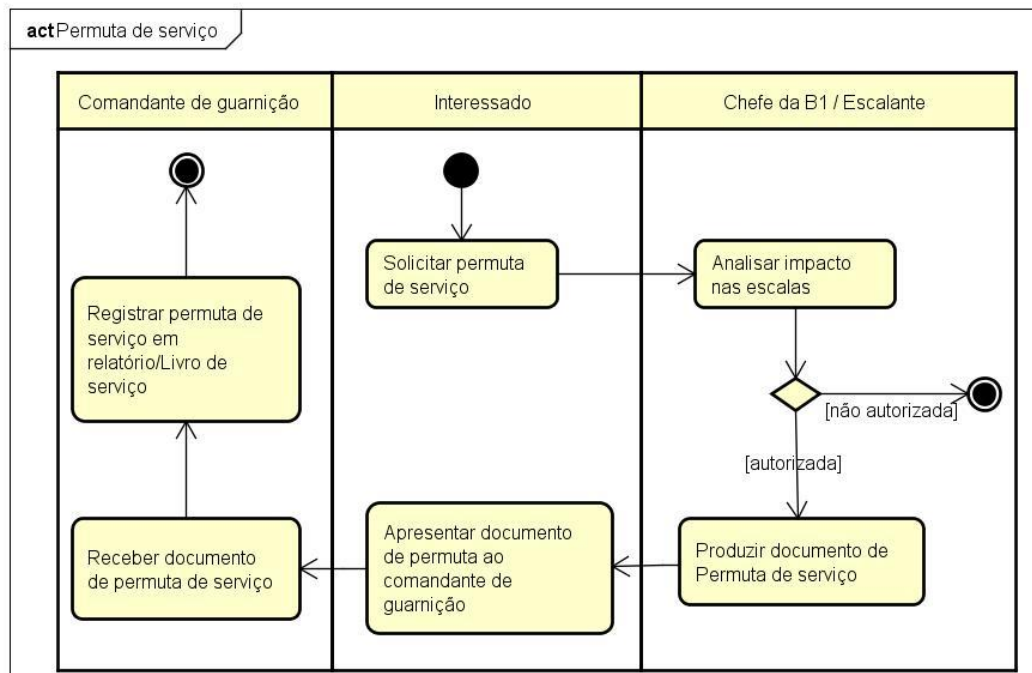 act Permuta de serviço
Comandante de guarnição
Interessado
Chefe da B1 / Escalante
Solicitar permuta
de serviço
Analisar impacto
nas escalas
Registrar permuta de
serviço em
relatório/Livro de
serviço
[não autorizada]
[autorizada]
Receber documento
de permuta de serviço
Apresentar documento
de permuta ao
comandante de
guarnição
Produzir documento de
Permuta de serviço